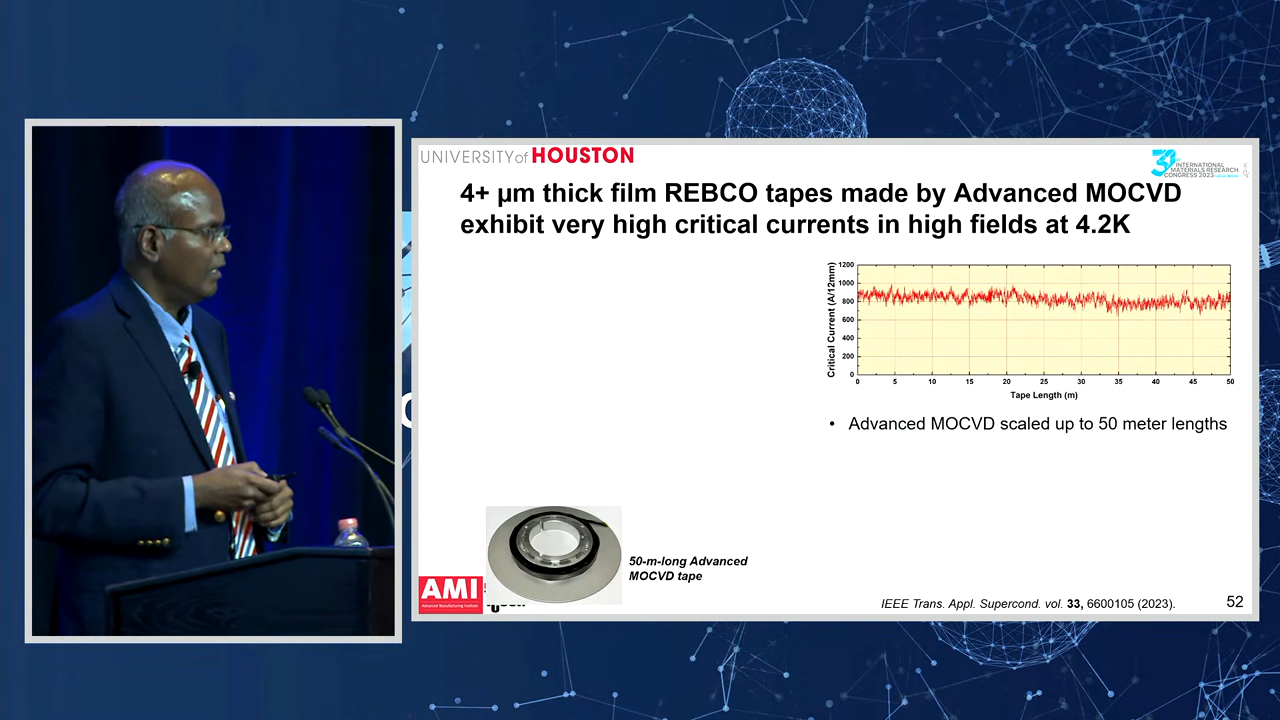 UNIVERSITY of HOUSTON
INTERNATIONAL
MATERIALS RESEARCH
CONGRESS 2023
4+ µm thick film REBCO tapes made by Advanced MOCVD
exhibit very high critical currents in high fields at 4.2K
Critical Current (A/12mm)
1200
1000
800
600
400
200
0
0 5 10 15 20 25 30 35 40 45 50
Tape Length (m)
• Advanced MOCVD scaled up to 50 meter lengths
50-m-long Advanced
MOCVD tape
AMI
Advanced Manufacturing Institute
IEEE Trans. Appl. Supercond. vol. 33, 6600105 (2023).
52